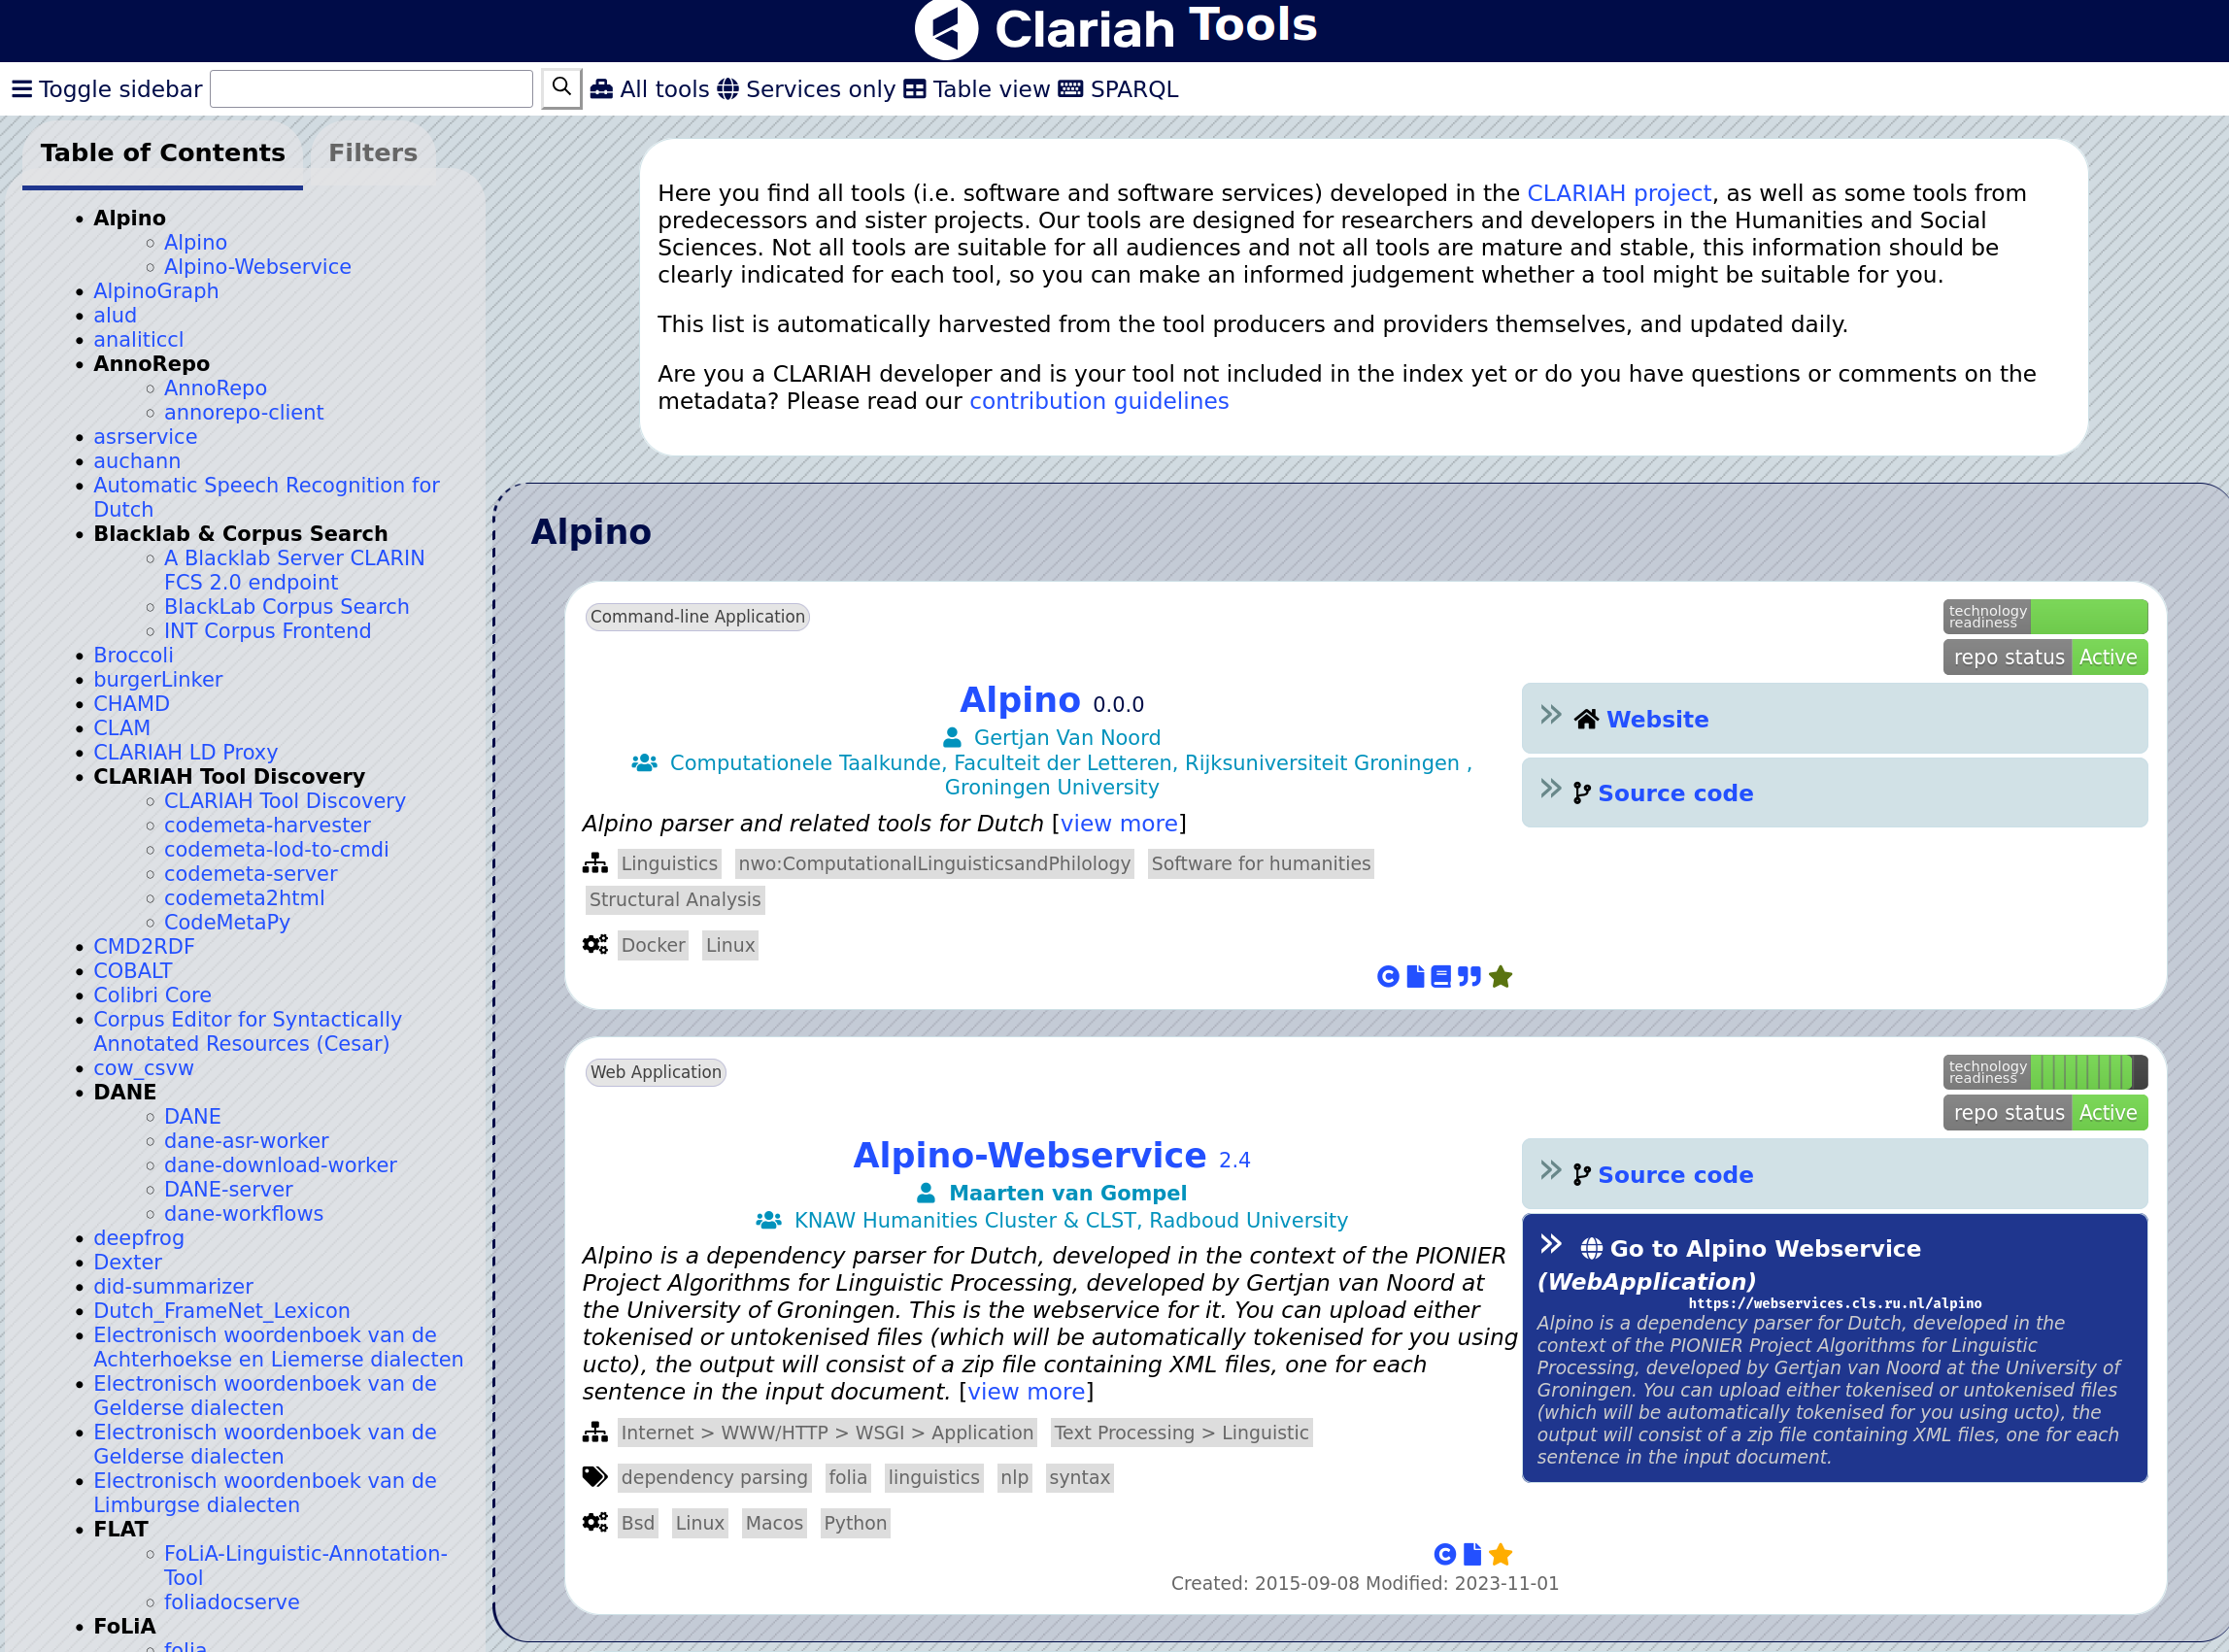 Clariah Tools
Toggle sidebar All tools Services only Table view SPARQL
Table of Contents Filters
Alpino
Alpino
Alpino-Webservice
AlpinoGraph
alud
analiticcl
AnnoRepo
AnnoRepo
annorepo-client
asrservice
auchann
Automatic Speech Recognition for
Dutch
Blacklab & Corpus Search
A Blacklab Server CLARIN
FCS 2.0 endpoint
BlackLab Corpus Search
INT Corpus Frontend
Broccoli
burgerLinker
CHAMD
CLAM
CLARIAH LD Proxy
CLARIAH Tool Discovery
CLARIAH Tool Discovery
codemeta-harvester
codemeta-lod-to-cmdi
codemeta-server
codemeta2html
CodeMetaPy
CMD2RDF
COBALT
Colibri Core
Corpus Editor for Syntactically
Annotated Resources (Cesar)
cow_csvw
DANE
DANE
dane-asr-worker
dane-download-worker
DANE-server
dane-workflows
deepfrog
Dexter
did-summarizer
Dutch_FrameNet_Lexicon
Electronisch woordenboek van de
Achterhoekse en Liemerse dialecten
Electronisch woordenboek van de
Gelderse dialecten
Electronisch woordenboek van de
Gelderse dialecten
Electronisch woordenboek van de
Limburgse dialecten
FLAT
FoLiA-Linguistic-Annotation-
Tool
foliadocserve
FoLiA
folia
Here you find all tools (i.e. software and software services) developed in the CLARIAH project, as well as some tools from
predecessors and sister projects. Our tools are designed for researchers and developers in the Humanities and Social
Sciences. Not all tools are suitable for all audiences and not all tools are mature and stable, this information should be
clearly indicated for each tool, so you can make an informed judgement whether a tool might be suitable for you.
This list is automatically harvested from the tool producers and providers themselves, and updated daily.
Are you a CLARIAH developer and is your tool not included in the index yet or do you have questions or comments on the
metadata? Please read our contribution guidelines
Alpino
Command-line Application
technology
readiness
repo status Active
Alpino 0.0.0
Gertjan Van Noord
Computationele Taalkunde, Faculteit der Letteren, Rijksuniversiteit Groningen ,
Groningen University
Alpino parser and related tools for Dutch [view more]
Linguistics nwo:ComputationalLinguisticsandPhilology Software for humanities
Structural Analysis
Docker Linux
» Website
» Source code
Web Application
technology
readiness
repo status Active
Alpino-Webservice 2.4
Maarten van Gompel
KNAW Humanities Cluster & CLST, Radboud University
Alpino is a dependency parser for Dutch, developed in the context of the PIONIER
Project Algorithms for Linguistic Processing, developed by Gertjan van Noord at
the University of Groningen. This is the webservice for it. You can upload either
tokenised or untokenised files (which will be automatically tokenised for you using
ucto), the output will consist of a zip file containing XML files, one for each
sentence in the input document. [view more]
Internet > WWW/HTTP > WSGI > Application Text Processing > Linguistic
dependency parsing folia linguistics nlp syntax
Bsd Linux Macos Python
Created: 2015-09-08 Modified: 2023-11-01
» Source code
» Go to Alpino Webservice
(WebApplication)
https://webservices.cls.ru.nl/alpino
Alpino is a dependency parser for Dutch, developed in the
context of the PIONIER Project Algorithms for Linguistic
Processing, developed by Gertjan van Noord at the University of
Groningen. You can upload either tokenised or untokenised files
(which will be automatically tokenised for you using ucto), the
output will consist of a zip file containing XML files, one for each
sentence in the input document.